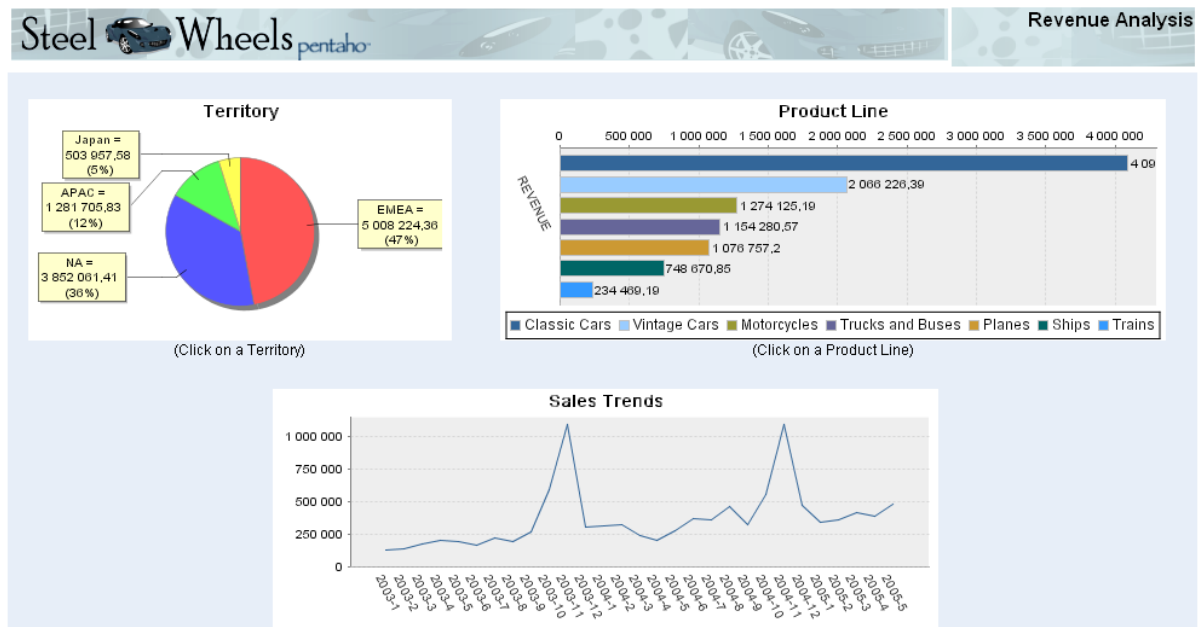 Steel Wheels pentaho
Revenue Analysis
Territory
Japan =
503 957,58
(5%)
APAC =
1 281 705,83
(12%)
NA =
3 852 061,41
(36%)
EMEA =
5 008 224,36
(47%)
(Click on a Territory)
Product Line
0 500 000 1 000 000 1 500 000 2 000 000 2 500 000 3 000 000 3 500 000 4 000 000
REVENUE
4 09
2 066 226,39
1 274 125,19
1 154 280,57
1 076 757,2
748 670,85
234 469,19
Classic Cars Vintage Cars Motorcycles Trucks and Buses Planes Ships Trains
(Click on a Product Line)
Sales Trends
1 000 000
750 000
500 000
250 000
0
2003-1 2003-2 2003-3 2003-4 2003-5 2003-6 2003-7 2003-8 2003-9 2003-10 2003-11 2003-12 2004-1 2004-2 2004-3 2004-4 2004-5 2004-6 2004-7 2004-8 2004-9 2004-10 2004-11 2004-12 2005-1 2005-2 2005-3 2005-4 2005-5